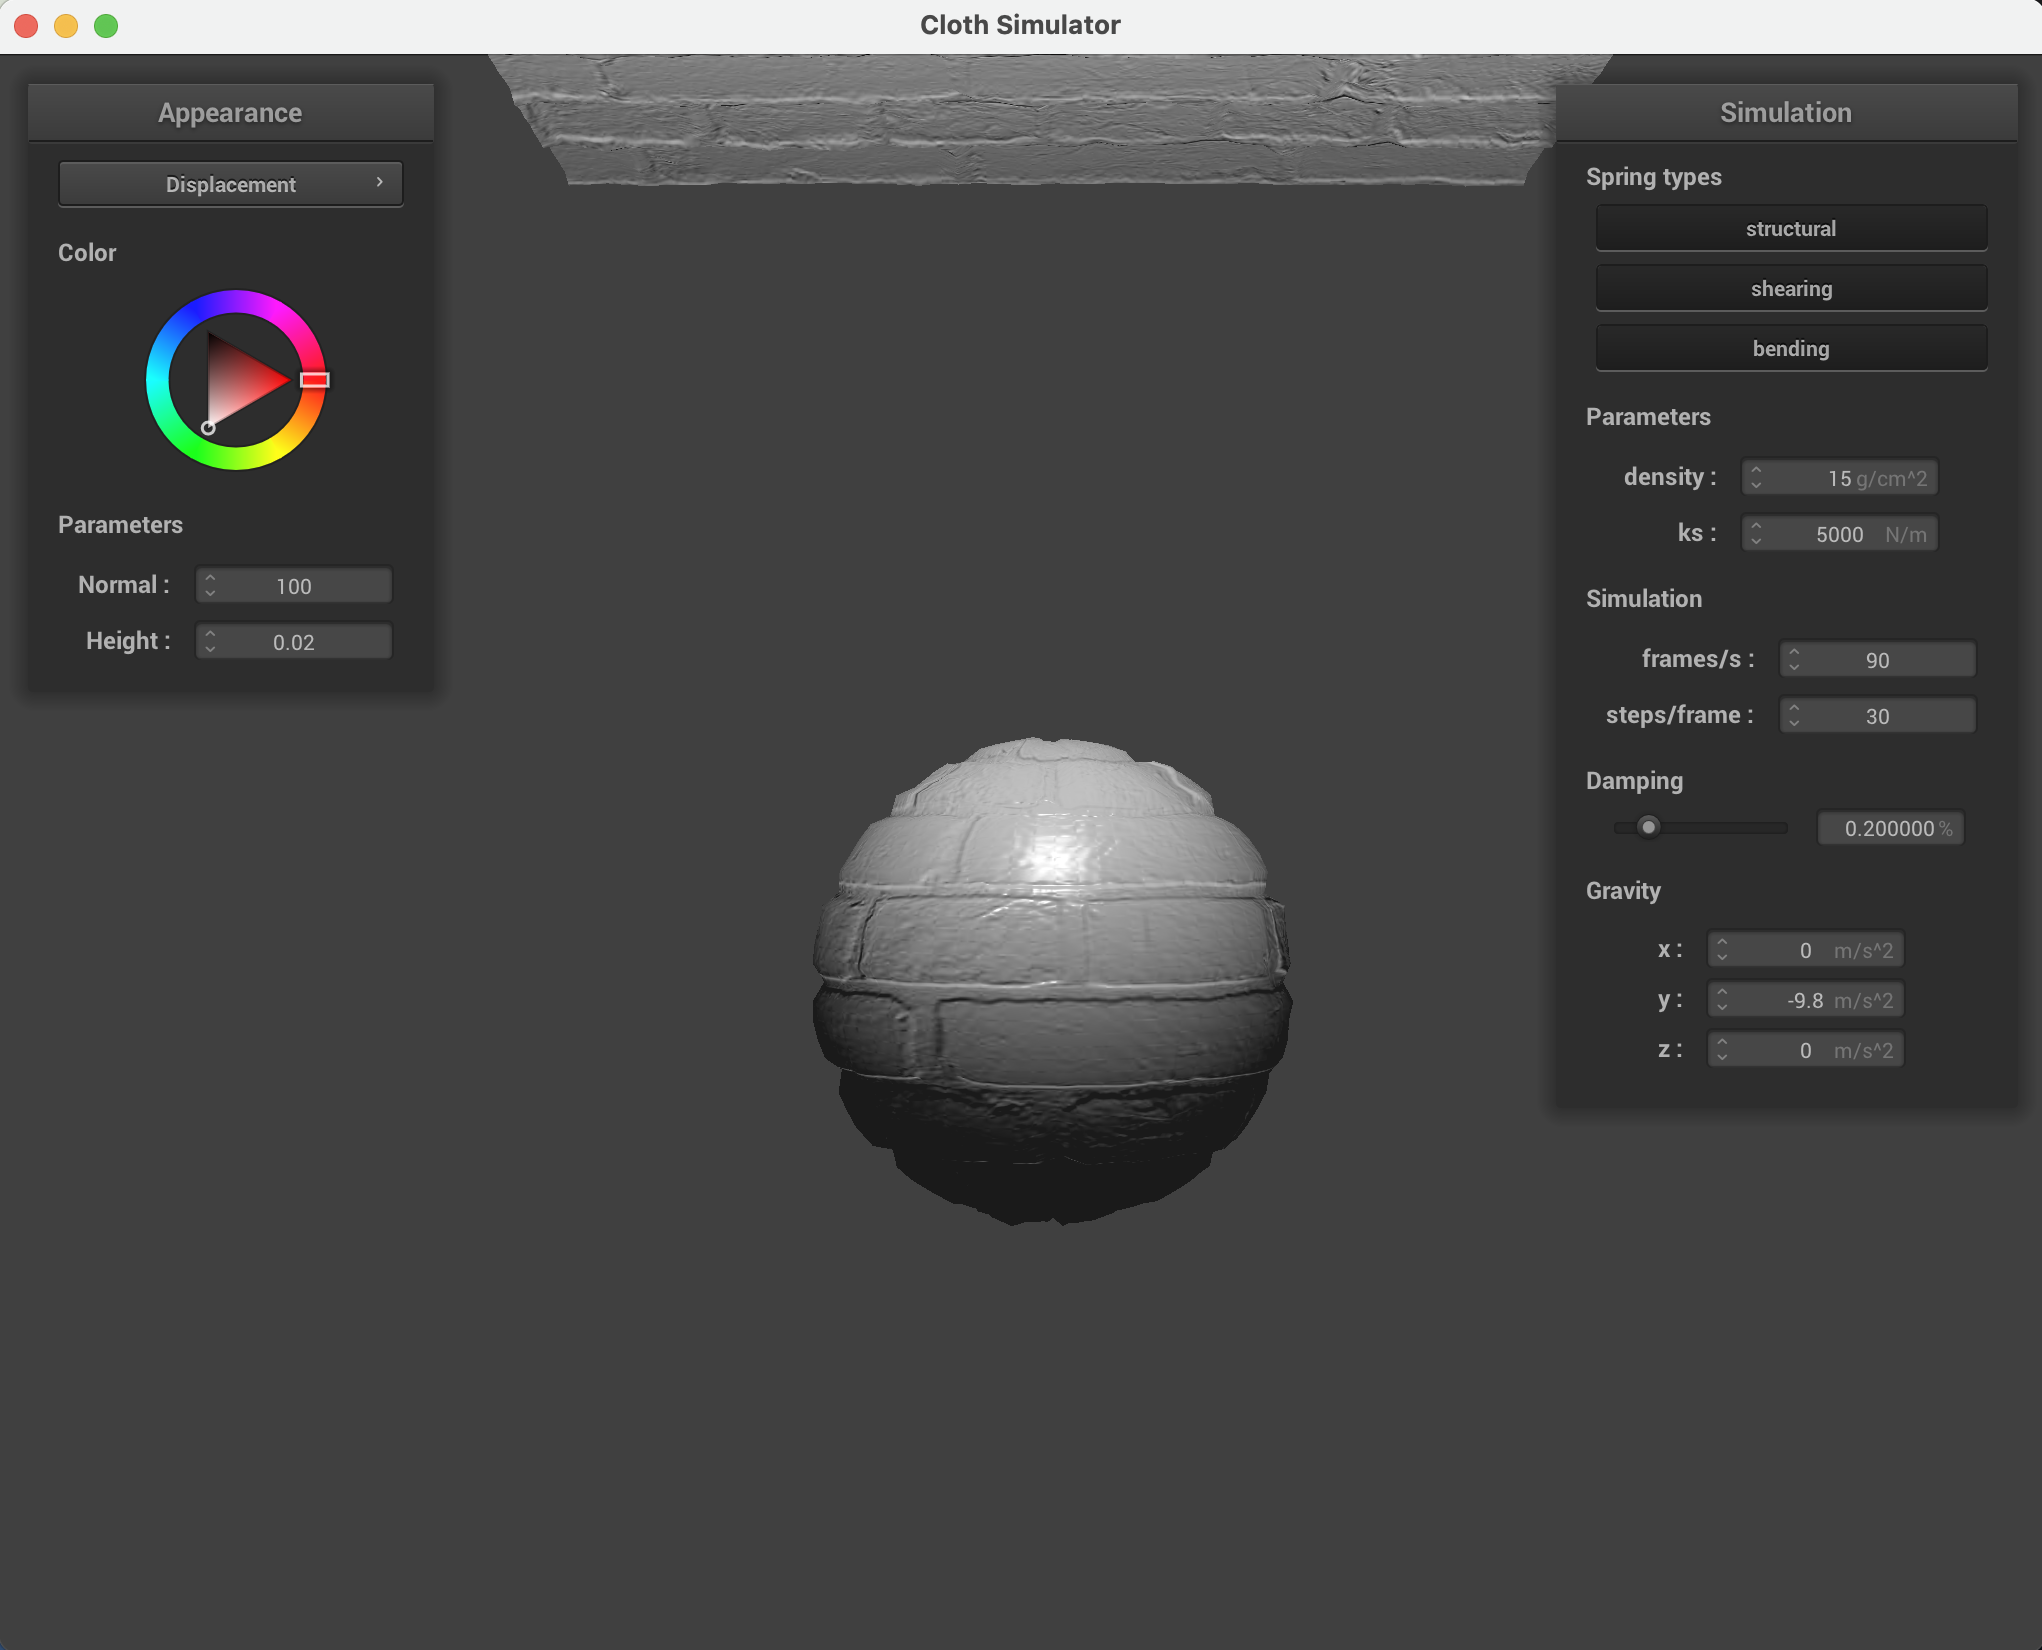 Cloth Simulator
Appearance
Displacement
Color
Parameters
Normal : 100
Height : 0.02
Simulation
Spring types
structural
shearing
bending
Parameters
density : 15 g/cm^2
ks : 5000 N/m
Simulation
frames/s : 90
steps/frame : 30
Damping
0.200000 %
Gravity
x : 0 m/s^2
y : -9.8 m/s^2
z : 0 m/s^2